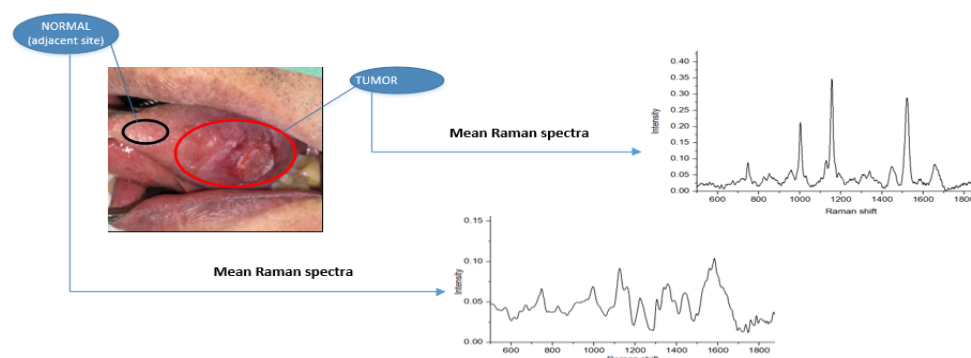 NORMAL
(adjacent site)
TUMOR
Mean Raman spectra
Intensity
0.40
0.35
0.30
0.25
0.20
0.15
0.10
0.05
0.00
600 800 1000 1200 1400 1600 1800
Raman shift
Mean Raman spectra
Intensity
0.15
0.10
0.05
0.00
600 800 1000 1200 1400 1600 1800
Raman shift